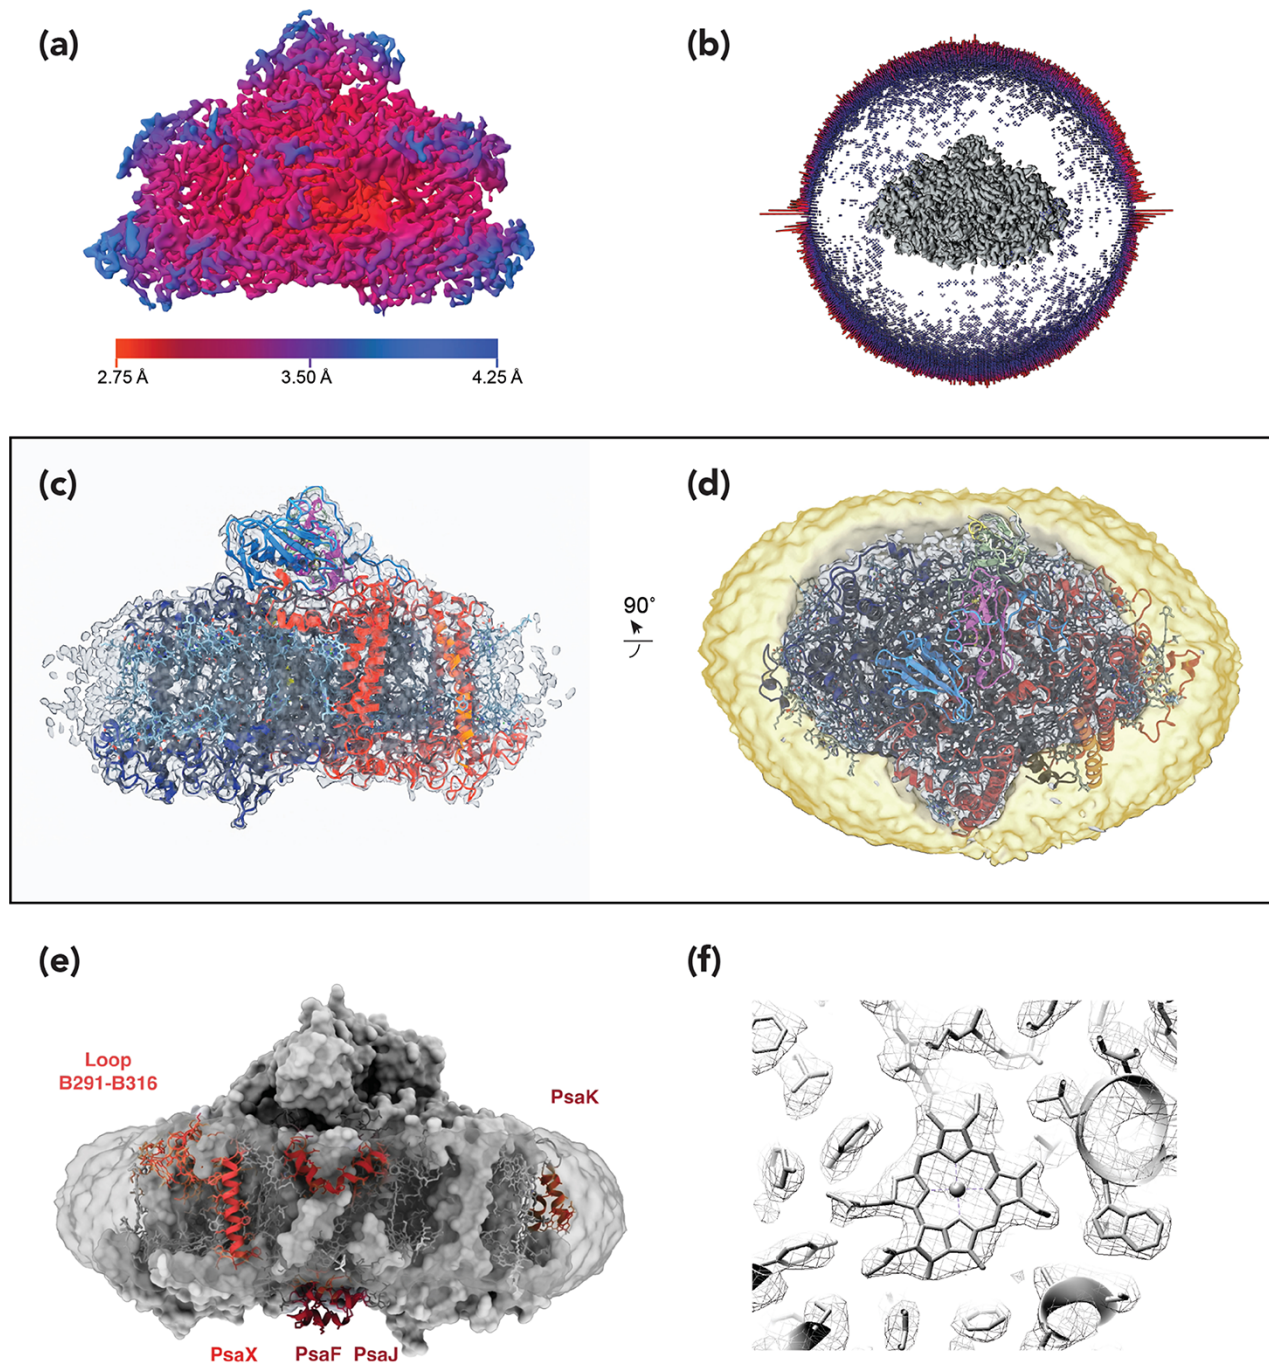 (a)
(b)
2.75 Å
3.50 Å
4.25 Å
(c)
(d)
90°
(e)
(f)
Loop
B291-B316
PsaK
PsaX
PsaF
PsaJ